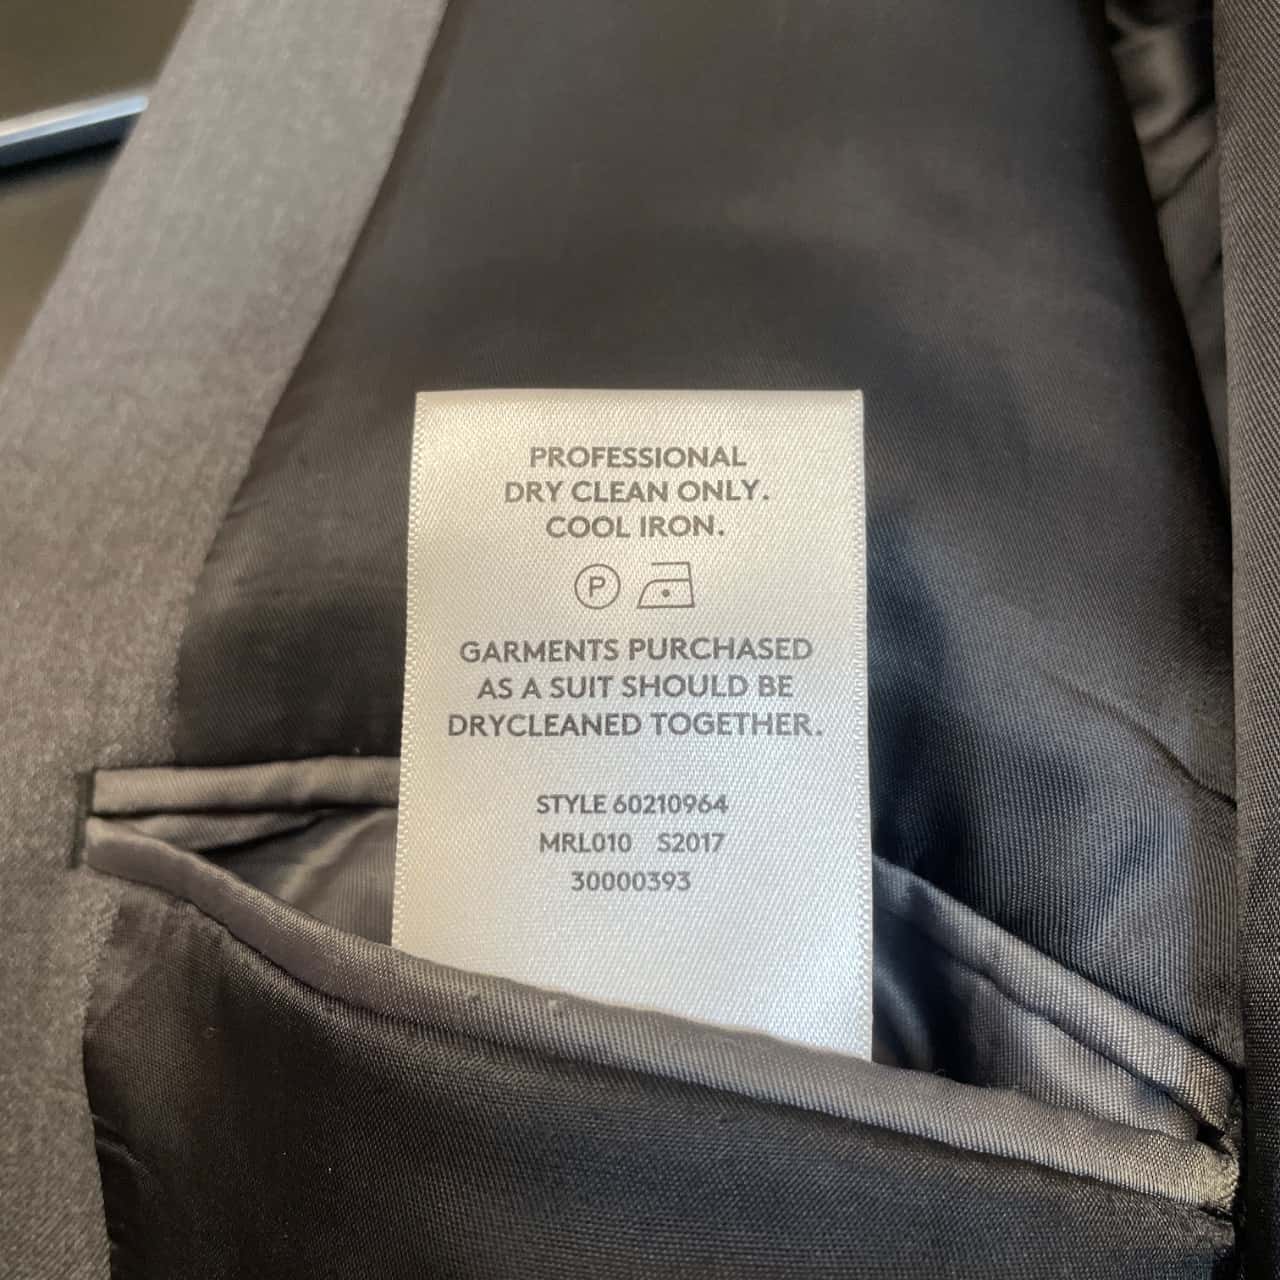 PROFESSIONAL
DRY CLEAN ONLY.
COOL IRON.
P
GARMENTS PURCHASED
AS A SUIT SHOULD BE
DRYCLEANED TOGETHER.
STYLE 60210964
MRL010 S2017
30000393